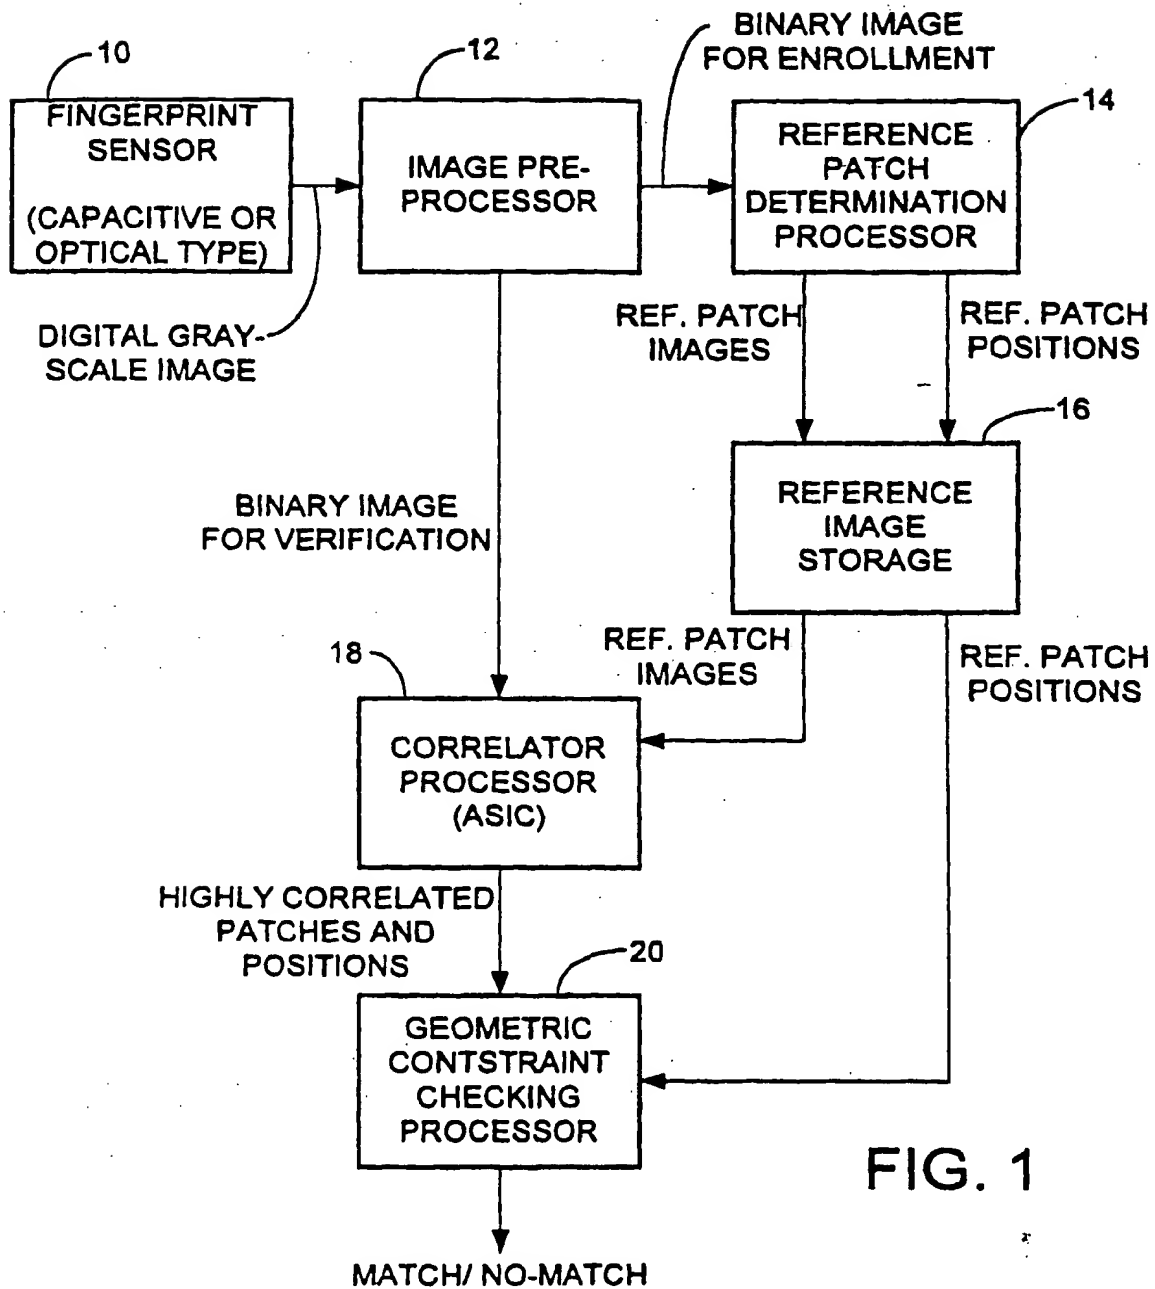 10
FINGERPRINT
SENSOR
(CAPACITIVE OR
OPTICAL TYPE)
DIGITAL GRAY-
SCALE IMAGE
12
IMAGE PRE-
PROCESSOR
BINARY IMAGE
FOR ENROLLMENT
14
REFERENCE
PATCH
DETERMINATION
PROCESSOR
REF. PATCH
IMAGES
REF. PATCH
POSITIONS
16
REFERENCE
IMAGE
STORAGE
BINARY IMAGE
FOR VERIFICATION
REF. PATCH
IMAGES
REF. PATCH
POSITIONS
18
CORRELATOR
PROCESSOR
(ASIC)
HIGHLY CORRELATED
PATCHES AND
POSITIONS
20
GEOMETRIC
CONTSTRAINT
CHECKING
PROCESSOR
MATCH/ NO-MATCH
FIG. 1